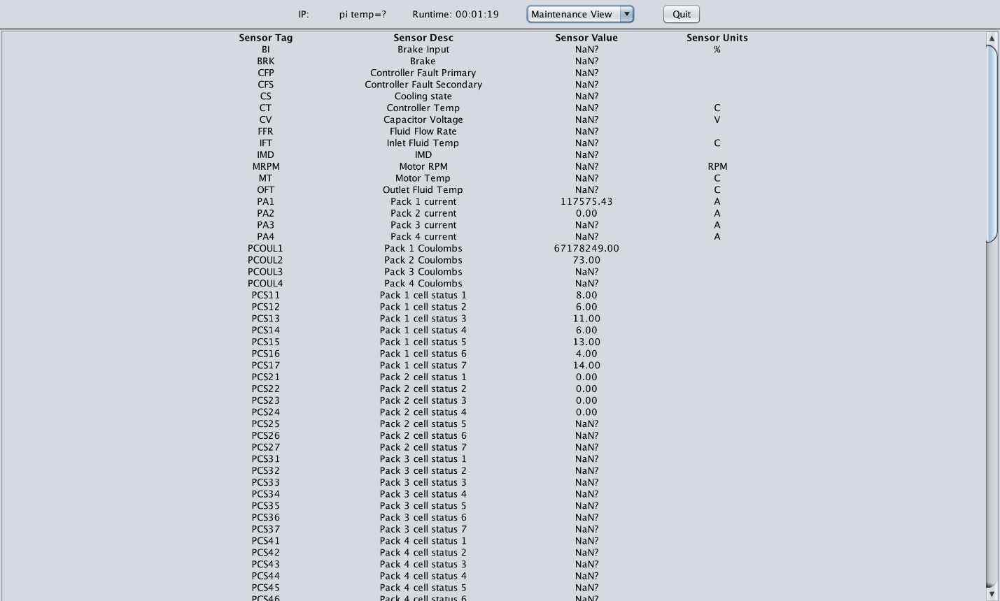 IP: pi temp=? Runtime: 00:01:19 Maintenance View Quit
Sensor Tag Sensor Desc Sensor Value Sensor Units
BI Brake Input NaN? %
BRK Brake NaN?
CFP Controller Fault Primary NaN?
CFS Controller Fault Secondary NaN?
CS Cooling state NaN?
CT Controller Temp NaN? C
CV Capacitor Voltage NaN? V
FFR Fluid Flow Rate NaN?
IFT Inlet Fluid Temp NaN? C
IMD IMD NaN?
MRPM Motor RPM NaN? RPM
MT Motor Temp NaN? C
OFT Outlet Fluid Temp NaN? C
PA1 Pack 1 current 117575.43 A
PA2 Pack 2 current 0.00 A
PA3 Pack 3 current NaN? A
PA4 Pack 4 current NaN? A
PCOUL1 Pack 1 Coulombs 67178249.00
PCOUL2 Pack 2 Coulombs 73.00
PCOUL3 Pack 3 Coulombs NaN?
PCOUL4 Pack 4 Coulombs NaN?
PCS11 Pack 1 cell status 1 8.00
PCS12 Pack 1 cell status 2 6.00
PCS13 Pack 1 cell status 3 11.00
PCS14 Pack 1 cell status 4 6.00
PCS15 Pack 1 cell status 5 13.00
PCS16 Pack 1 cell status 6 4.00
PCS17 Pack 1 cell status 7 14.00
PCS21 Pack 2 cell status 1 0.00
PCS22 Pack 2 cell status 2 0.00
PCS23 Pack 2 cell status 3 0.00
PCS24 Pack 2 cell status 4 0.00
PCS25 Pack 2 cell status 5 NaN?
PCS26 Pack 2 cell status 6 NaN?
PCS27 Pack 2 cell status 7 NaN?
PCS31 Pack 3 cell status 1 NaN?
PCS32 Pack 3 cell status 2 NaN?
PCS33 Pack 3 cell status 3 NaN?
PCS34 Pack 3 cell status 4 NaN?
PCS35 Pack 3 cell status 5 NaN?
PCS36 Pack 3 cell status 6 NaN?
PCS37 Pack 3 cell status 7 NaN?
PCS41 Pack 4 cell status 1 NaN?
PCS42 Pack 4 cell status 2 NaN?
PCS43 Pack 4 cell status 3 NaN?
PCS44 Pack 4 cell status 4 NaN?
PCS45 Pack 4 cell status 5 NaN?
PCS46 Pack 4 cell status 6 NaN?